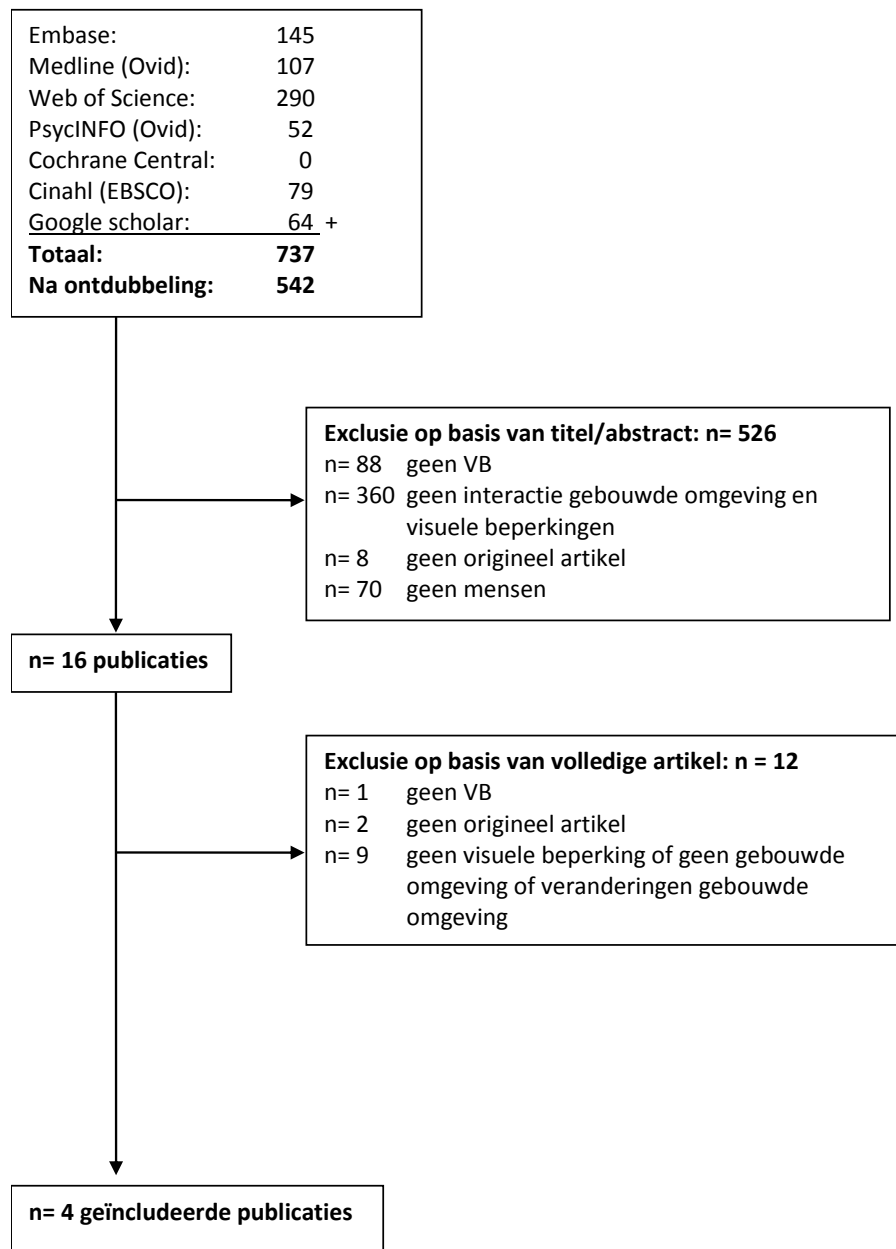 Embase: 145
Medline (Ovid): 107
Web of Science: 290
PsycINFO (Ovid): 52
Cochrane Central: 0
Cinahl (EBSCO): 79
Google scholar: 64 +
Totaal: 737
Na ontdubbeling: 542
Exclusie op basis van titel/abstract: n= 526
n= 88 geen VB
n= 360 geen interactie gebouwde omgeving en
visuele beperkingen
n= 8 geen origineel artikel
n= 70 geen mensen
n= 16 publicaties
Exclusie op basis van volledige artikel: n = 12
n= 1 geen VB
n= 2 geen origineel artikel
n= 9 geen visuele beperking of geen gebouwde
omgeving of veranderingen gebouwde
omgeving
n= 4 geïncludeerde publicaties